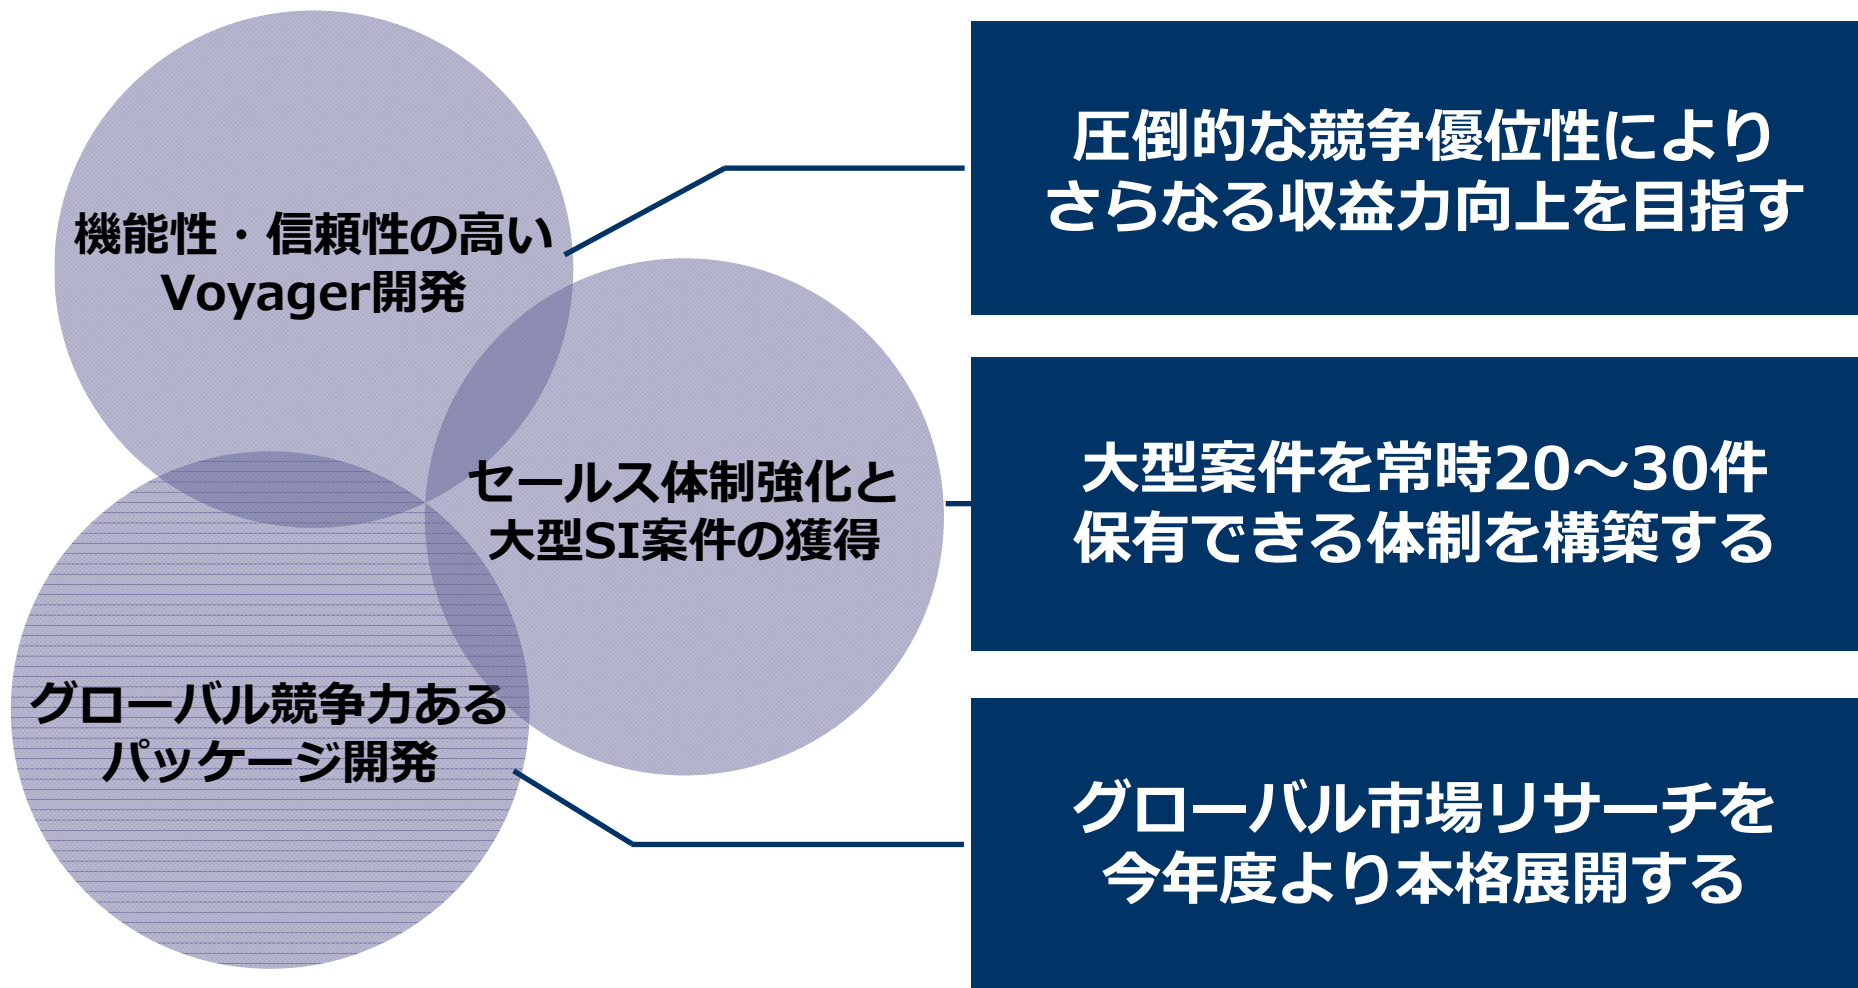 機能性・信頼性の高い
Voyager開発
圧倒的な競争優位性により
さらなる収益力向上を目指す
セールス体制強化と
大型SI案件の獲得
大型案件を常時20～30件
保有できる体制を構築する
グローバル競争力ある
パッケージ開発
グローバル市場リサーチを
今年度より本格展開する